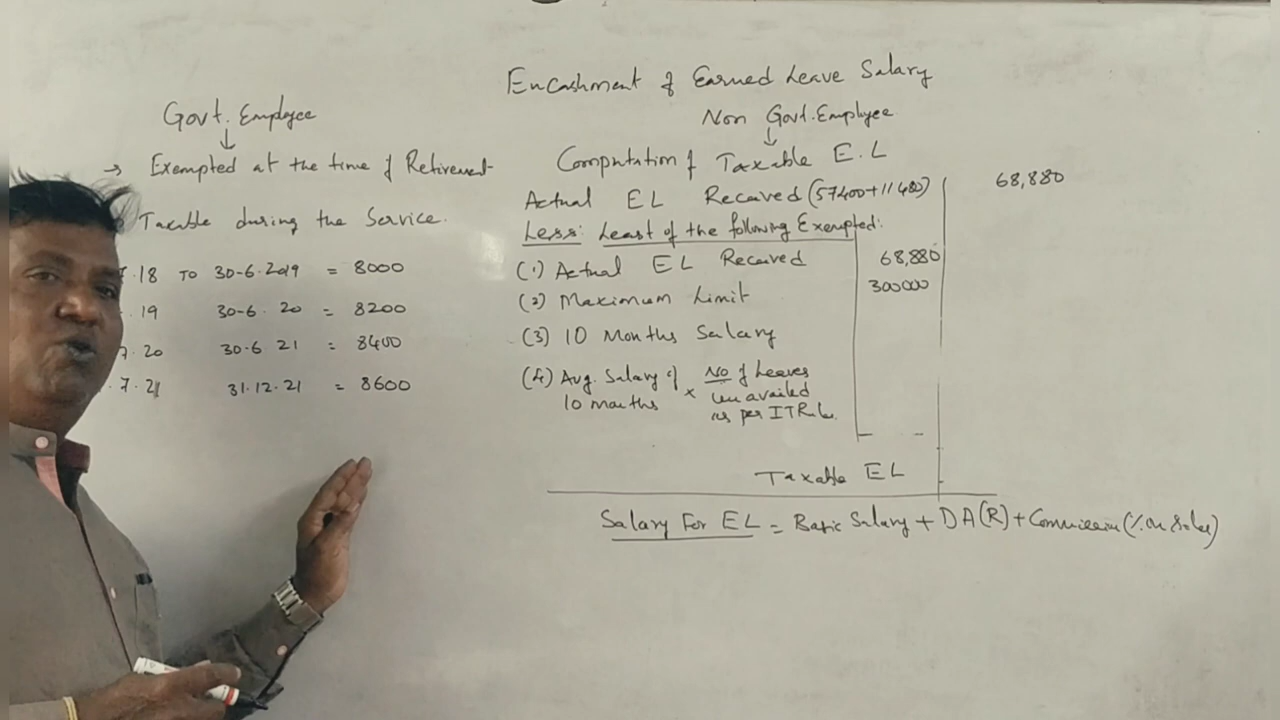 Encashment of Earned Leave Salary
Govt. Employee
→ Exempted at the time of Retirement
Taxable during the Service.
7.18 TO 30-6-2019 = 8000
.19 30-6. 20 = 8200
7.20 30.6 21 = 8400
.7.21 31.12.21 = 8600
Non Govt. Employee
Computation of Taxable E.L
Actual EL Received (57400+11480) 68,880
Less: Least of the following Exempted:
(1) Actual EL Received 68,880
(2) Maximum Limit 300000
(3) 10 Months Salary
(4) Avg. Salary of 10 months × No of Leaves un availed as per IT Rule.
Taxable EL
Salary For EL = Basic Salary + DA(R) + Commission (% on Sales)